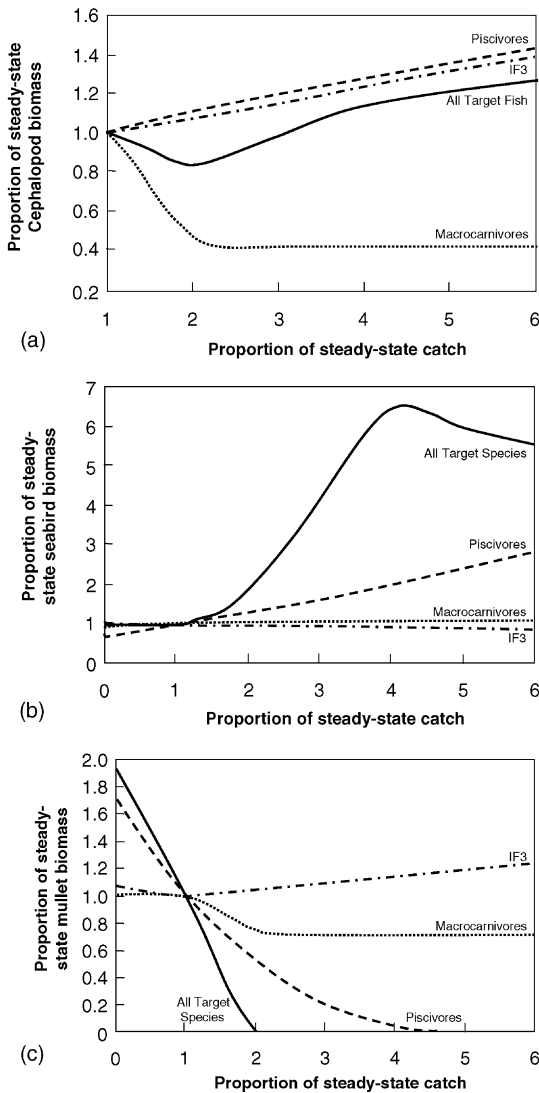 Proportion of steady-state
Cephalopod biomass
1.6
1.4
1.2
1.0
0.8
0.6
0.4
0.2
Piscivores
IF3
All Target Fish
Macrocarnivores
1 2 3 4 5 6
(a)
Proportion of steady-state catch
Proportion of steady-
state seabird biomass
7
6
5
4
3
2
1
0
All Target Species
Piscivores
Macrocarnivores
IF3
0 1 2 3 4 5 6
(b)
Proportion of steady-state catch
Proportion of steady-
state mullet biomass
2.0
1.8
1.6
1.4
1.2
1.0
0.8
0.6
0.4
0.2
0
IF3
Macrocarnivores
All Target
Species
Piscivores
0 1 2 3 4 5 6
(c)
Proportion of steady-state catch